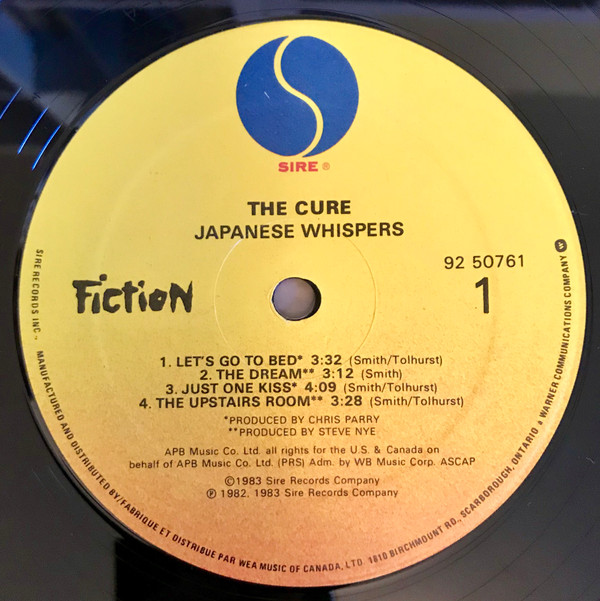 SIRE ®
THE CURE
JAPANESE WHISPERS
92 50761
FictioN
1
1. LET'S GO TO BED* 3:32 (Smith/Tolhurst)
2. THE DREAM** 3:12 (Smith)
3. JUST ONE KISS* 4:09 (Smith/Tolhurst)
4. THE UPSTAIRS ROOM** 3:28 (Smith/Tolhurst)
*PRODUCED BY CHRIS PARRY
**PRODUCED BY STEVE NYE
APB Music Co. Ltd. all rights for the U.S. & Canada on
behalf of APB Music Co. Ltd. (PRS) Adm. by WB Music Corp. ASCAP
©1983 Sire Records Company
℗ 1982, 1983 Sire Records Company
SIRE RECORDS INC., MANUFACTURED AND DISTRIBUTED BY/FABRIQUE ET DISTRIBUE PAR WEA MUSIC OF CANADA, LTD. 1810 BIRCHMOUNT RD., SCARBOROUGH, ONTARIO a WARNER COMMUNICATIONS COMPANY